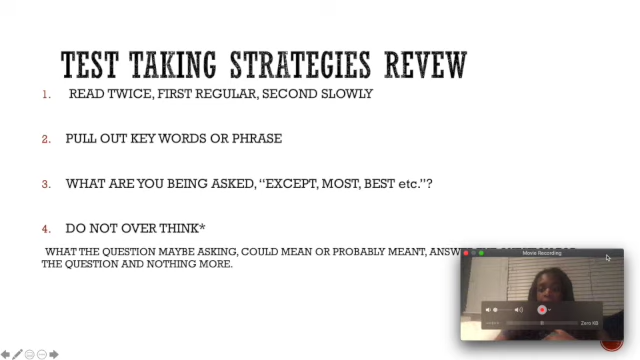 TEST TAKING STRATEGIES REVEW
1. READ TWICE, FIRST REGULAR, SECOND SLOWLY
2. PULL OUT KEY WORDS OR PHRASE
3. WHAT ARE YOU BEING ASKED, “EXCEPT, MOST, BEST etc.”?
4. DO NOT OVER THINK*
WHAT THE QUESTION MAYBE ASKING, COULD MEAN OR PROBABLY MEANT,
THE QUESTION AND NOTHING MORE.
Movie Recording
Zero KB